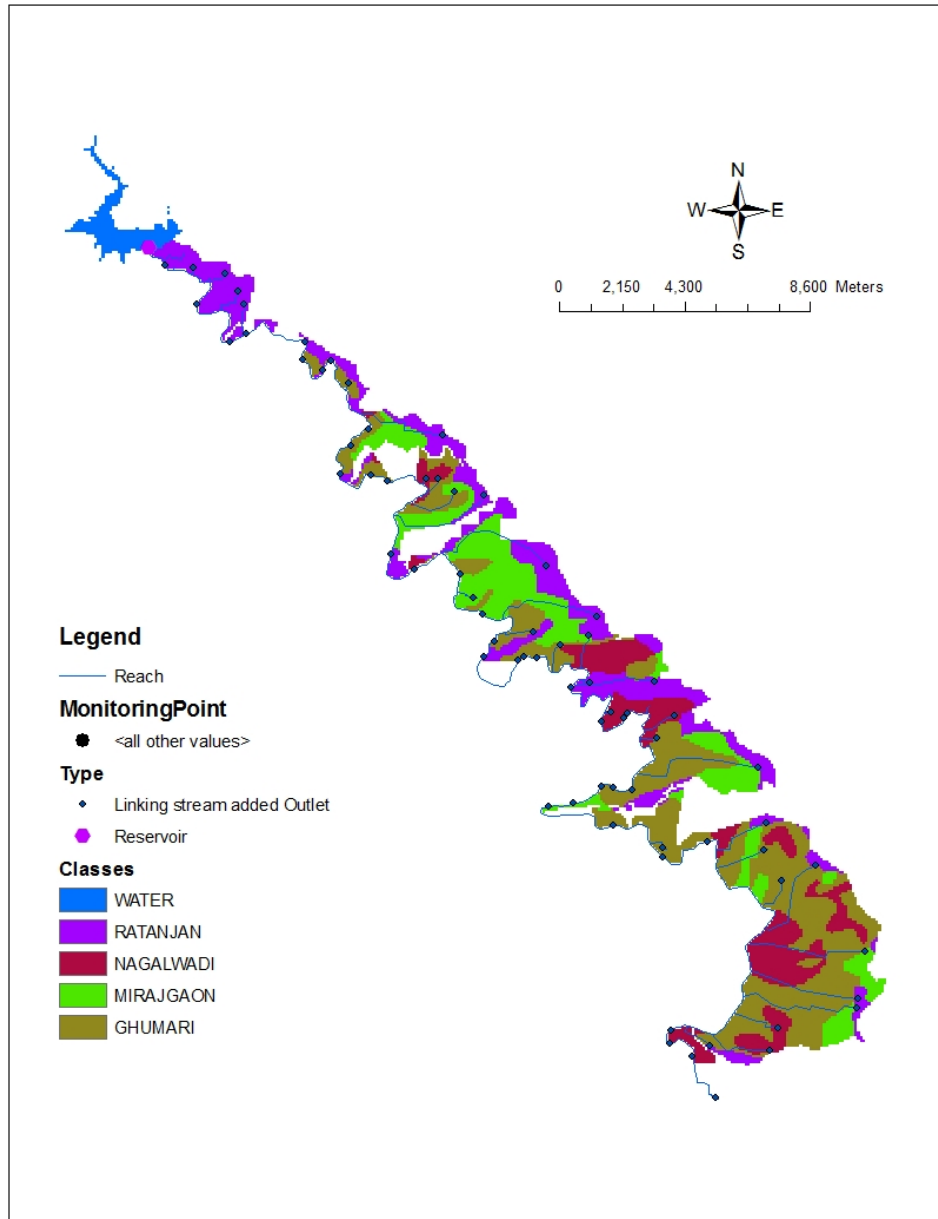 N
W E
S
0 2,150 4,300 8,600 Meters
Legend
Reach
MonitoringPoint
<all other values>
Type
Linking stream added Outlet
Reservoir
Classes
WATER
RATANJAN
NAGALWADI
MIRAJGAON
GHUMARI